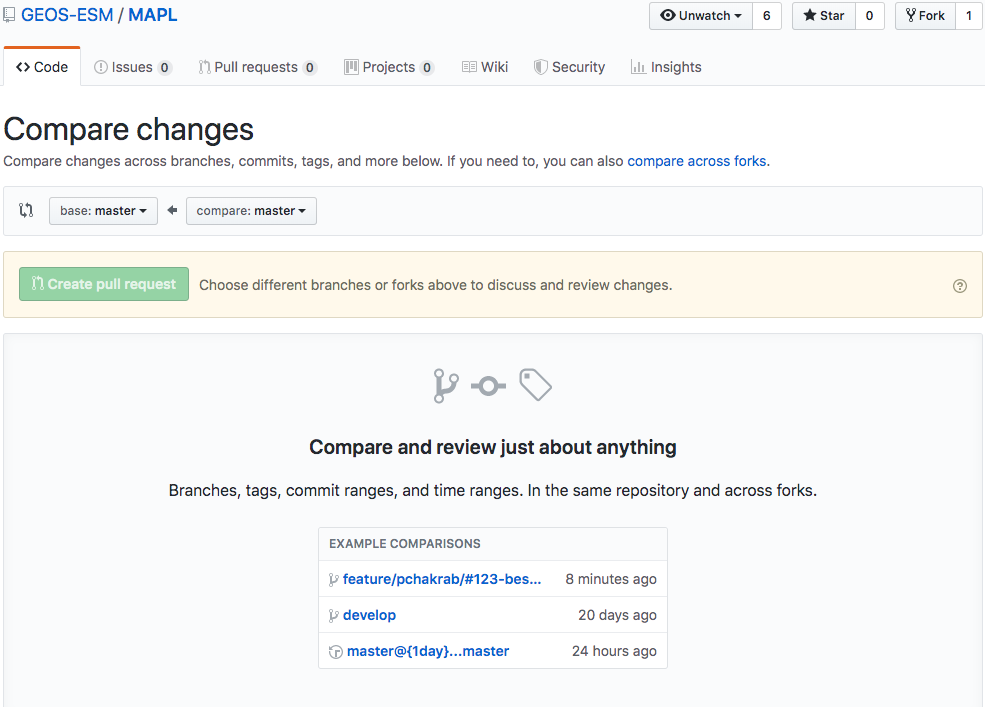 GEOS-ESM / MAPL Unwatch 6 Star 0 Fork 1
Code Issues 0 Pull requests 0 Projects 0 Wiki Security Insights
Compare changes
Compare changes across branches, commits, tags, and more below. If you need to, you can also compare across forks.
base: master compare: master
Create pull request Choose different branches or forks above to discuss and review changes.
Compare and review just about anything
Branches, tags, commit ranges, and time ranges. In the same repository and across forks.
EXAMPLE COMPARISONS
feature/pchakrab/#123-bes... 8 minutes ago
develop 20 days ago
master@{1day}...master 24 hours ago